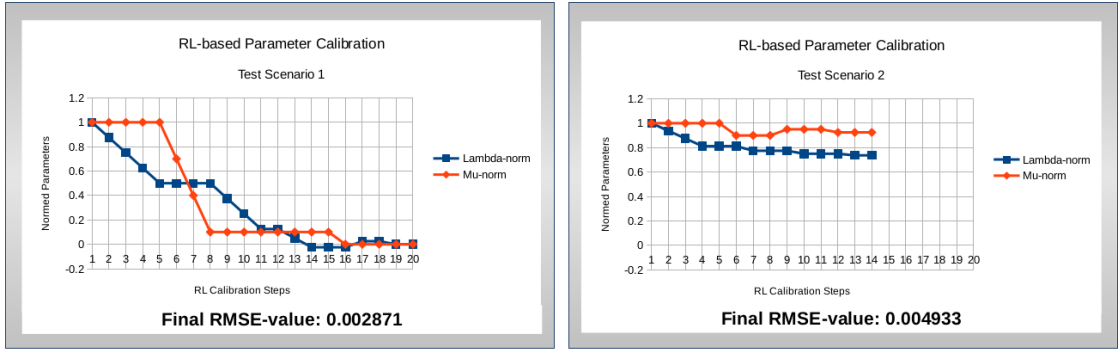 RL-based Parameter Calibration
Test Scenario 1
Normed Parameters
1.2
1
0.8
0.6
0.4
0.2
0
-0.2
1 2 3 4 5 6 7 8 9 10 11 12 13 14 15 16 17 18 19 20
RL Calibration Steps
Lambda-norm
Mu-norm
Final RMSE-value: 0.002871
RL-based Parameter Calibration
Test Scenario 2
Normed Parameters
1.2
1
0.8
0.6
0.4
0.2
0
-0.2
1 2 3 4 5 6 7 8 9 10 11 12 13 14 15 16 17 18 19 20
RL Calibration Steps
Lambda-norm
Mu-norm
Final RMSE-value: 0.004933